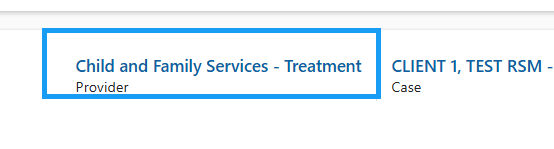 Child and Family Services - Treatment
Provider
CLIENT 1, TEST RSM -
Case